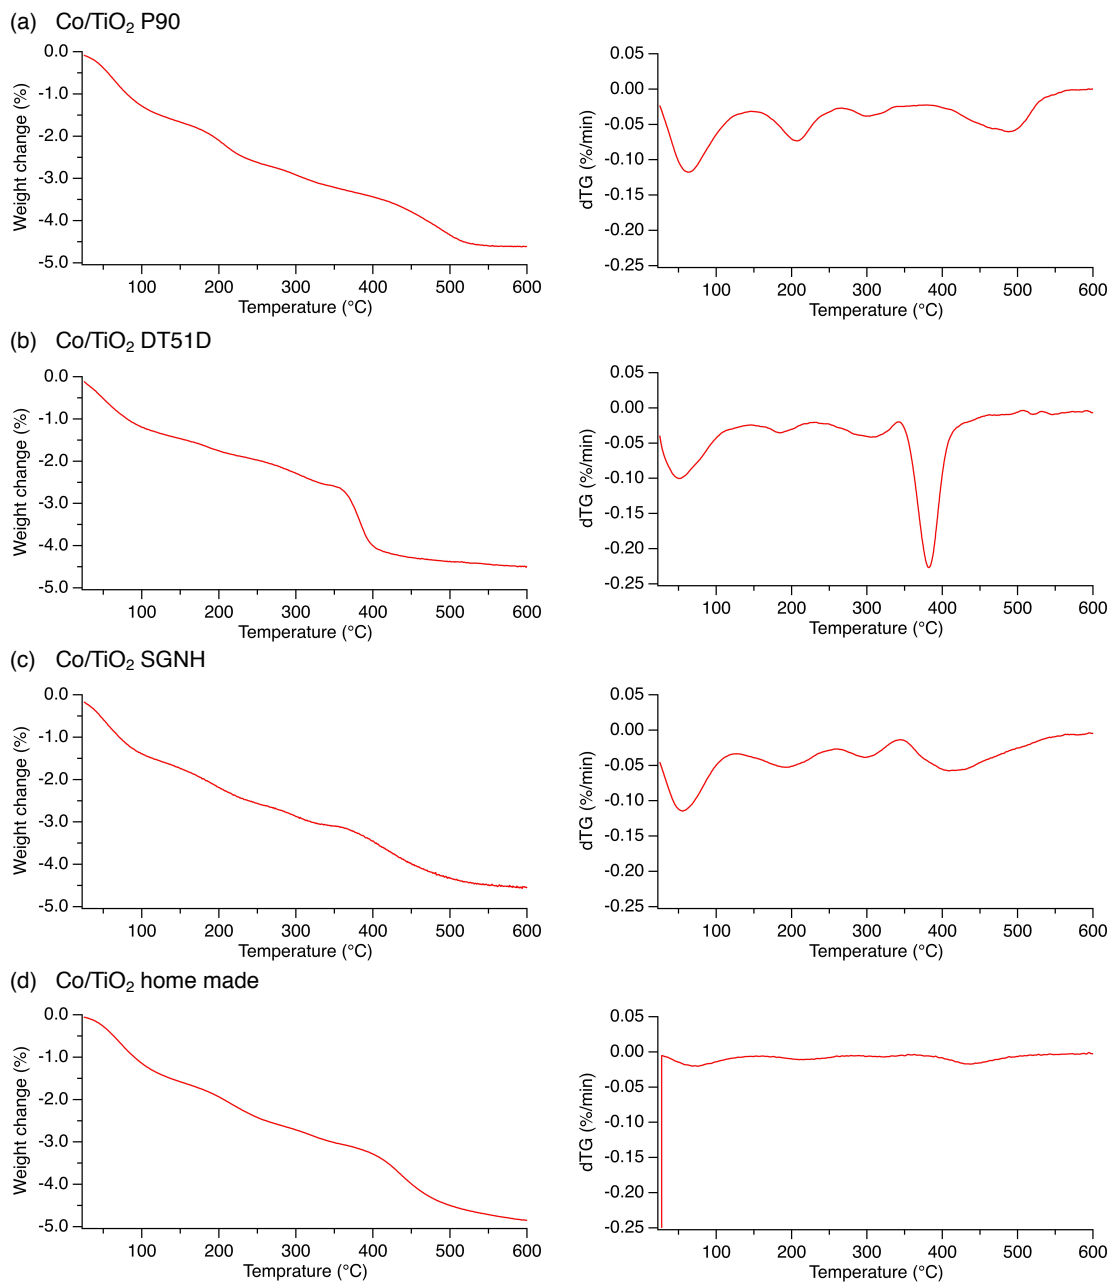 (a) Co/TiO₂ P90
0.0
-1.0
-2.0
-3.0
-4.0
-5.0
Weight change (%)
100 200 300 400 500 600
Temperature (°C)
0.05
0.00
-0.05
-0.10
-0.15
-0.20
-0.25
dTG (%/min)
100 200 300 400 500 600
Temperature (°C)
(b) Co/TiO₂ DT51D
0.0
-1.0
-2.0
-3.0
-4.0
-5.0
Weight change (%)
100 200 300 400 500 600
Temperature (°C)
0.05
0.00
-0.05
-0.10
-0.15
-0.20
-0.25
dTG (%/min)
100 200 300 400 500 600
Temperature (°C)
(c) Co/TiO₂ SGNH
0.0
-1.0
-2.0
-3.0
-4.0
-5.0
Weight change (%)
100 200 300 400 500 600
Temperature (°C)
0.05
0.00
-0.05
-0.10
-0.15
-0.20
-0.25
dTG (%/min)
100 200 300 400 500 600
Temperature (°C)
(d) Co/TiO₂ home made
0.0
-1.0
-2.0
-3.0
-4.0
-5.0
Weight change (%)
100 200 300 400 500 600
Temprature (°C)
0.05
0.00
-0.05
-0.10
-0.15
-0.20
-0.25
dTG (%/min)
100 200 300 400 500 600
Temperature (°C)